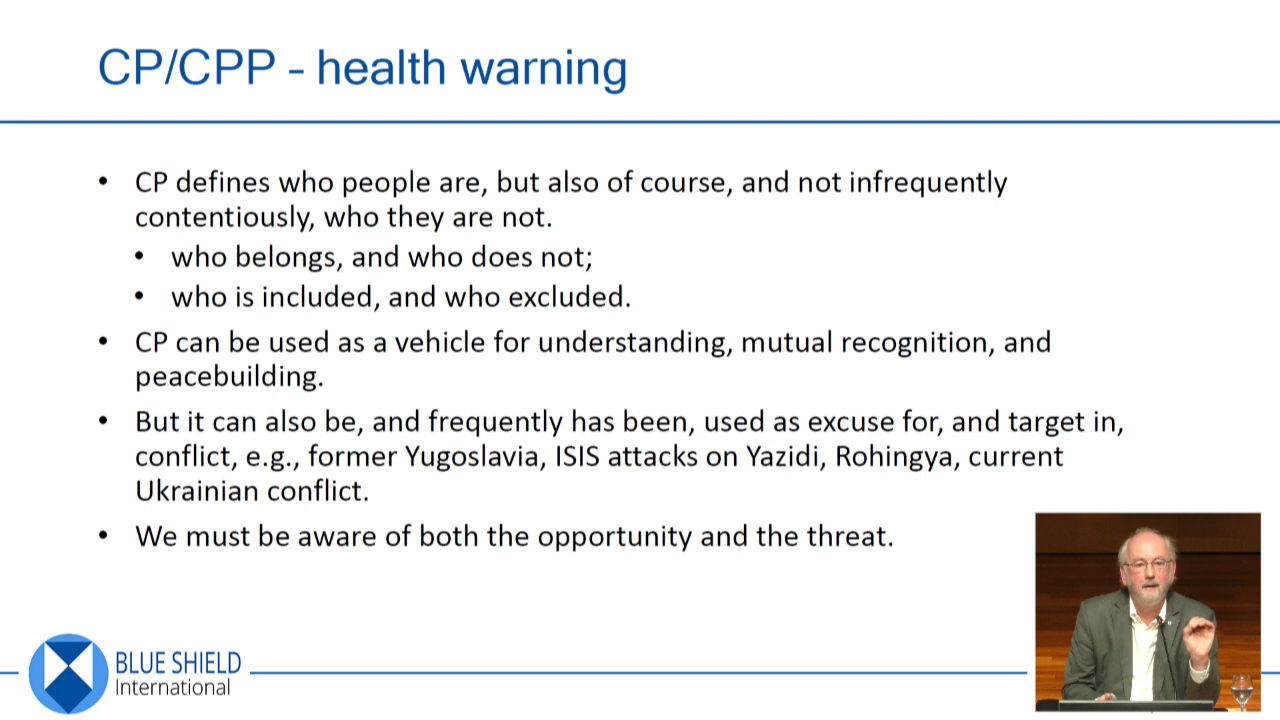 CP/CPP – health warning
• CP defines who people are, but also of course, and not infrequently
contentiously, who they are not.
• who belongs, and who does not;
• who is included, and who excluded.
• CP can be used as a vehicle for understanding, mutual recognition, and
peacebuilding.
• But it can also be, and frequently has been, used as excuse for, and target in,
conflict, e.g., former Yugoslavia, ISIS attacks on Yazidi, Rohingya, current
Ukrainian conflict.
• We must be aware of both the opportunity and the threat.
BLUE SHIELD
International